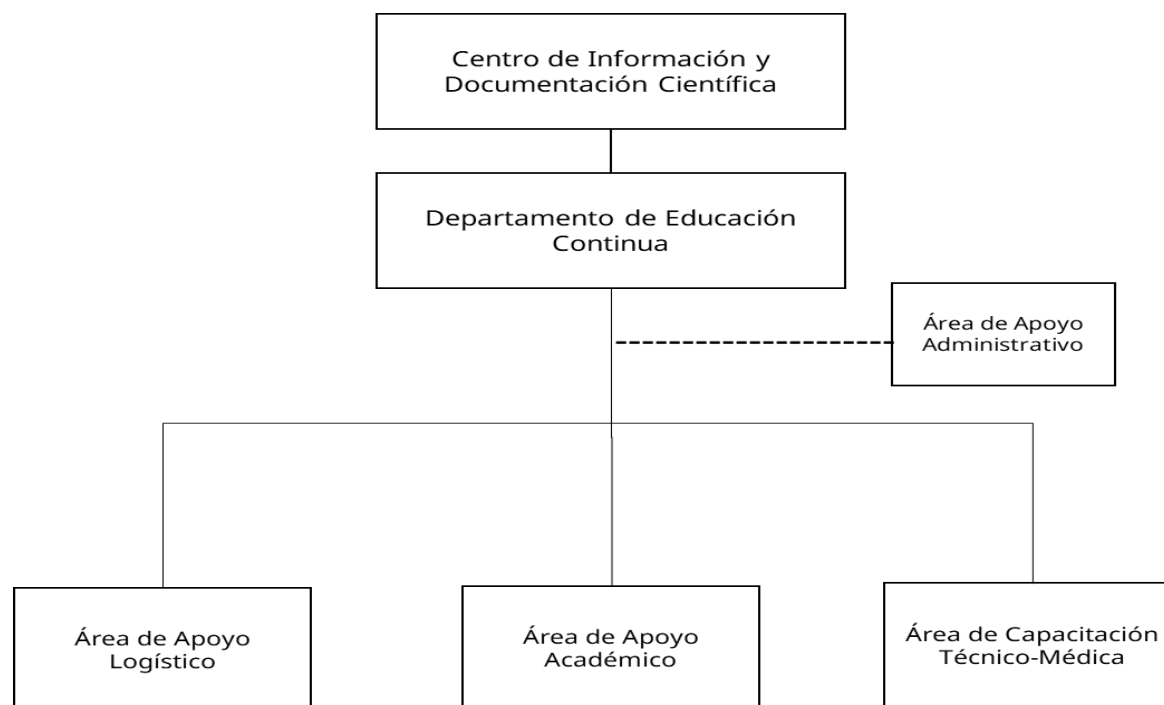 Centro de Información y
Documentación Científica
Departamento de Educación
Continua
Área de Apoyo
Administrativo
Área de Apoyo
Logístico
Área de Apoyo
Académico
Área de Capacitación
Técnico-Médica